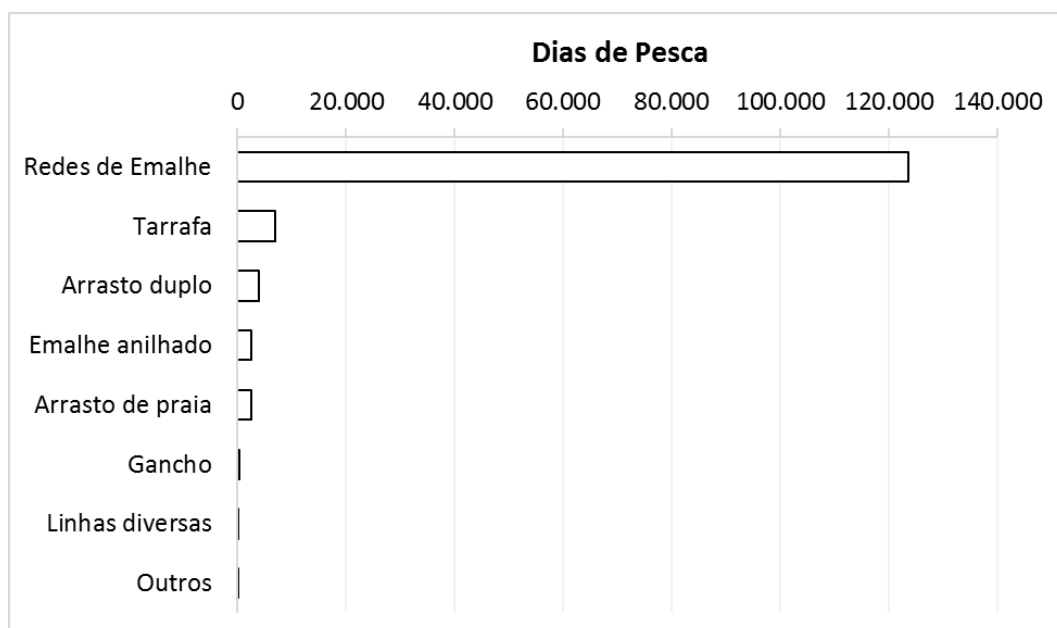 Dias de Pesca
0 20.000 40.000 60.000 80.000 100.000 120.000 140.000
Redes de Emalhe
Tarrafa
Arrasto duplo
Emalhe anilhado
Arrasto de praia
Gancho
Linhas diversas
Outros